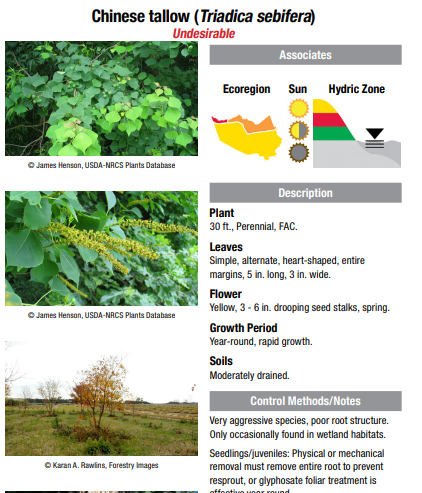 Chinese tallow (Triadica sebifera)
Undesirable
© James Henson, USDA-NRCS Plants Database
© James Henson, USDA-NRCS Plants Database
© Karan A. Rawlins, Forestry Images
Associates
Ecoregion Sun Hydric Zone
Description
Plant
30 ft., Perennial, FAC.
Leaves
Simple, alternate, heart-shaped, entire
margins, 5 in. long, 3 in. wide.
Flower
Yellow, 3 - 6 in. drooping seed stalks, spring.
Growth Period
Year-round, rapid growth.
Soils
Moderately drained.
Control Methods/Notes
Very aggressive species, poor root structure.
Only occasionally found in wetland habitats.
Seedlings/juveniles: Physical or mechanical
removal must remove entire root to prevent
resprout, or glyphosate foliar treatment is
effective year round